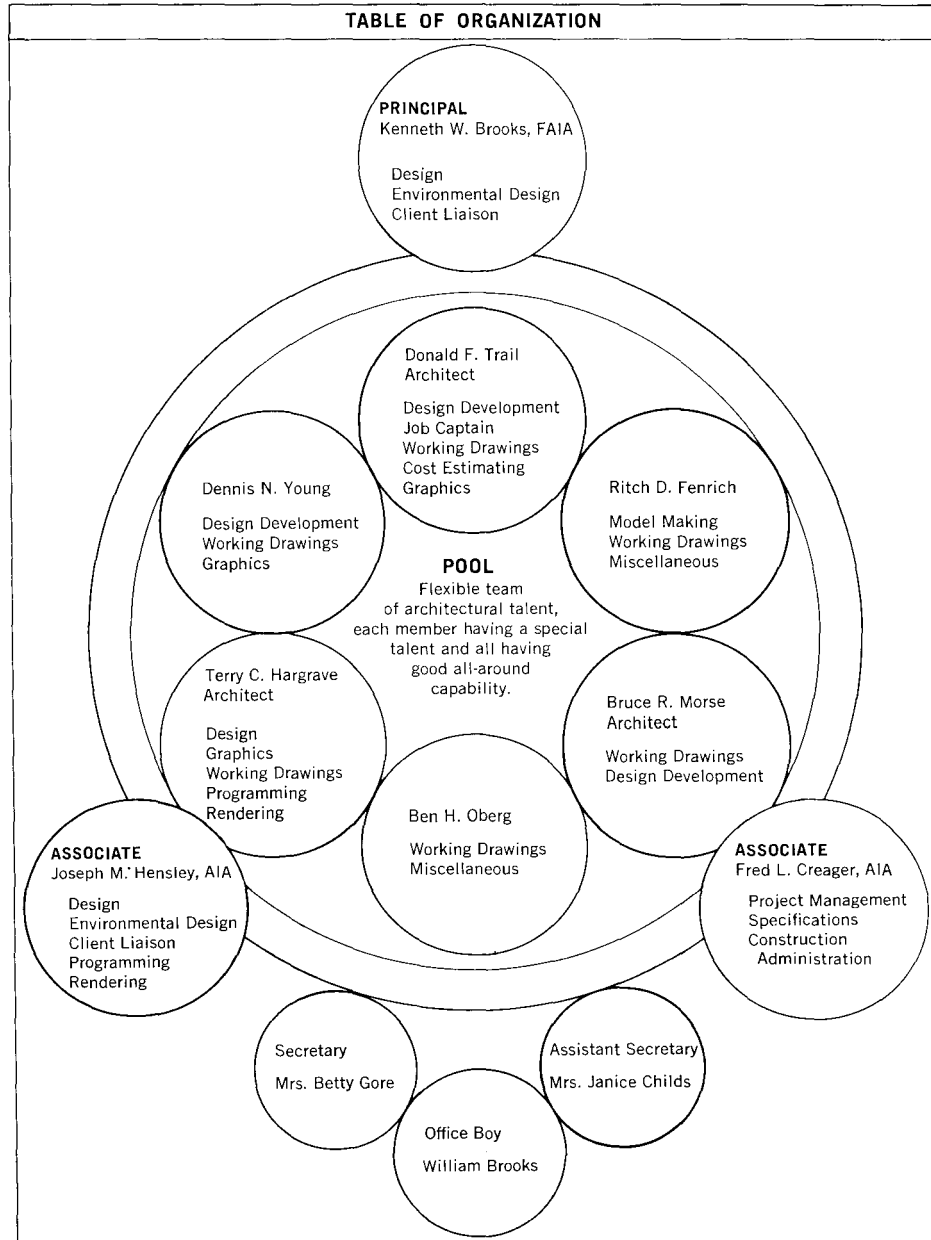 TABLE OF ORGANIZATION
PRINCIPAL
Kenneth W. Brooks, FAIA
Design
Environmental Design
Client Liaison
Donald F. Trail
Architect
Design Development
Job Captain
Working Drawings
Cost Estimating
Graphics
Dennis N. Young
Design Development
Working Drawings
Graphics
Ritch D. Fenrich
Model Making
Working Drawings
Miscellaneous
POOL
Flexible team
of architectural talent,
each member having a special
talent and all having
good all-around
capability.
Terry C. Hargrave
Architect
Design
Graphics
Working Drawings
Programming
Rendering
Bruce R. Morse
Architect
Working Drawings
Design Development
Ben H. Oberg
Working Drawings
Miscellaneous
ASSOCIATE
Joseph M. Hensley, AIA
Design
Environmental Design
Client Liaison
Programming
Rendering
ASSOCIATE
Fred L. Creager, AIA
Project Management
Specifications
Construction
Administration
Secretary
Mrs. Betty Gore
Assistant Secretary
Mrs. Janice Childs
Office Boy
William Brooks